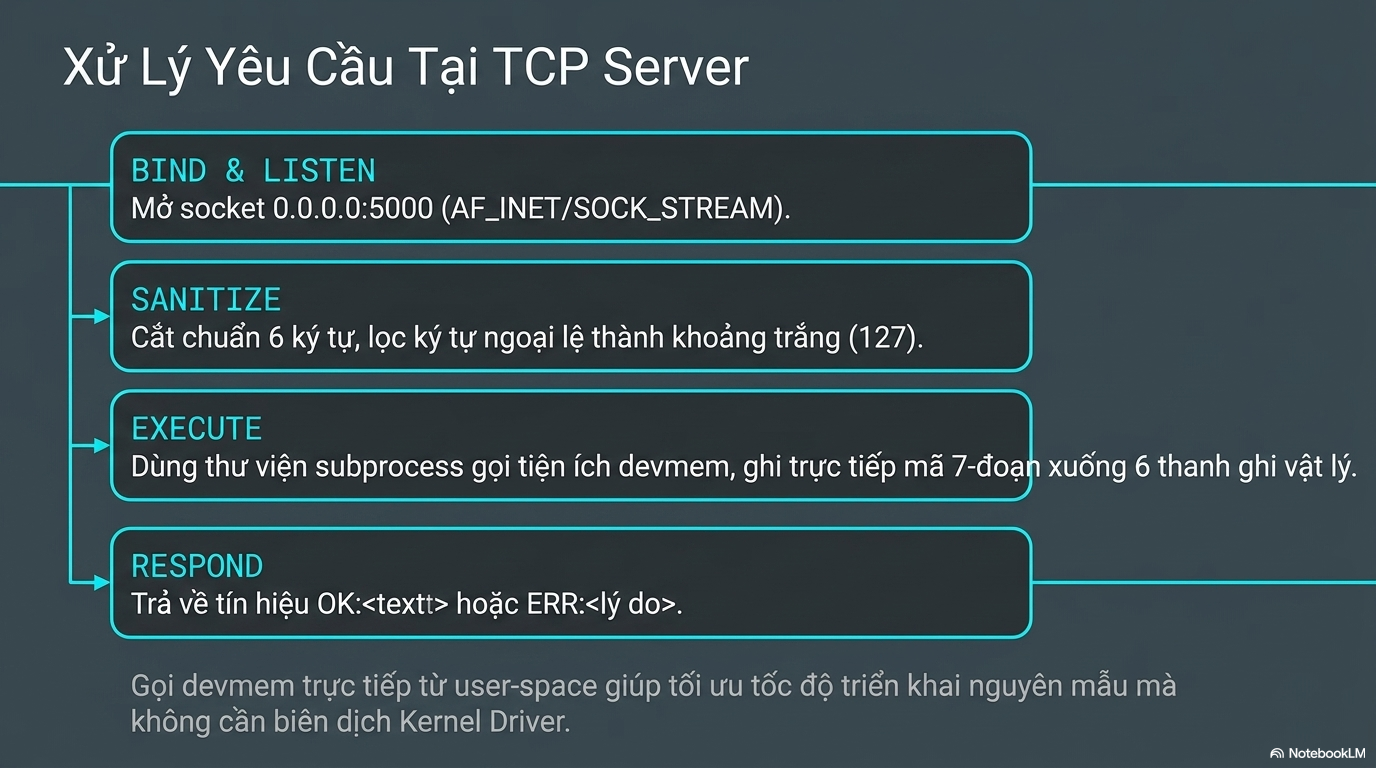 Xử Lý Yêu Cầu Tại TCP Server
BIND & LISTEN
Mở socket 0.0.0.0:5000 (AF_INET/SOCK_STREAM).
SANITIZE
Cắt chuẩn 6 ký tự, lọc ký tự ngoại lệ thành khoảng trắng (127).
EXECUTE
Dùng thư viện subprocess gọi tiện ích devmem, ghi trực tiếp mã 7-đoạn xuống 6 thanh ghi vật lý.
RESPOND
Trả về tín hiệu OK:<textt> hoặc ERR:<lý do>.
Gọi devmem trực tiếp từ user-space giúp tối ưu tốc độ triển khai nguyên mẫu mà
không cần biên dịch Kernel Driver.
NotebookLM